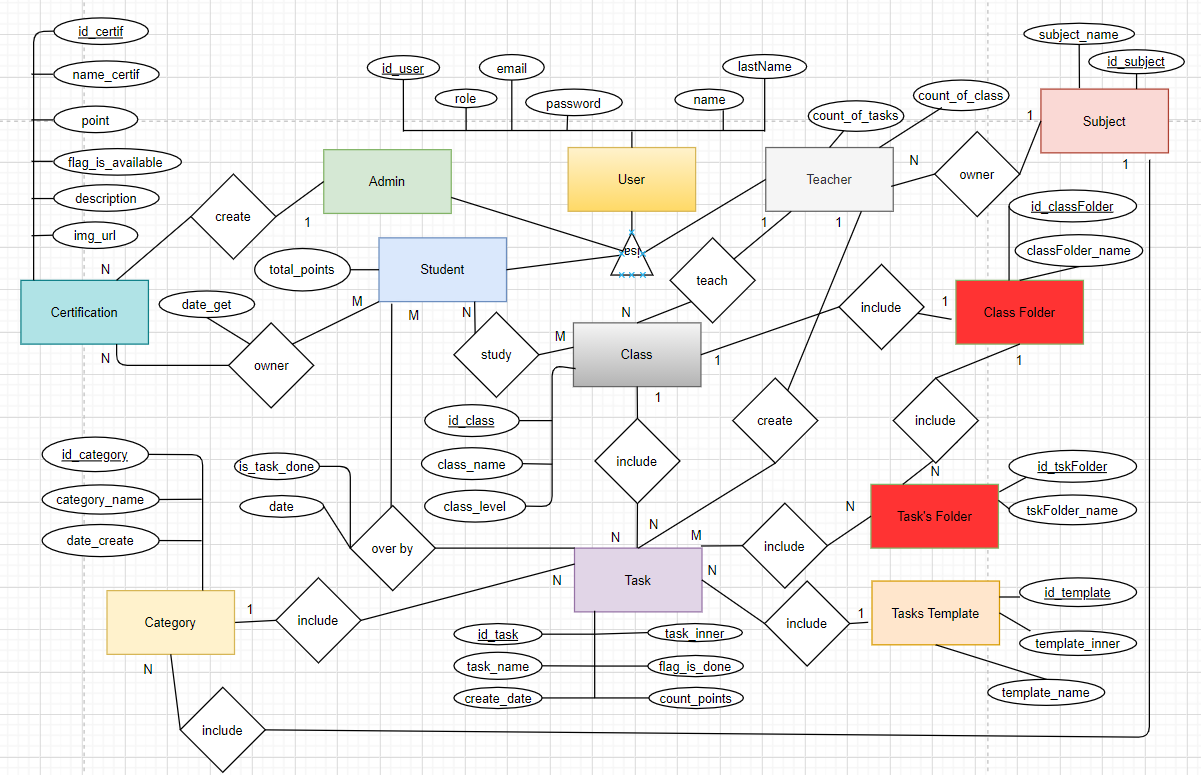 id_certif
name_certif
point
flag_is_available
description
img_url
id_user
role
email
password
name
lastName
count_of_tasks
count_of_class
subject_name
id_subject
Subject
1
1
Admin
User
Teacher
N
owner
create
1
N
Certification
N
total_points
Student
isa
1
1
teach
N
id_classFolder
classFolder_name
include
1
Class Folder
1
date_get
M
owner
M
N
study
M
Class
1
1
id_class
class_name
class_level
include
N
create
N
include
N
id_tskFolder
tskFolder_name
Task's Folder
N
id_category
category_name
date_create
is_task_done
date
over by
M
include
Task
N
N
include
1
Tasks Template
id_template
template_inner
template_name
Category
1
include
N
id_task
task_name
create_date
task_inner
flag_is_done
count_points
include